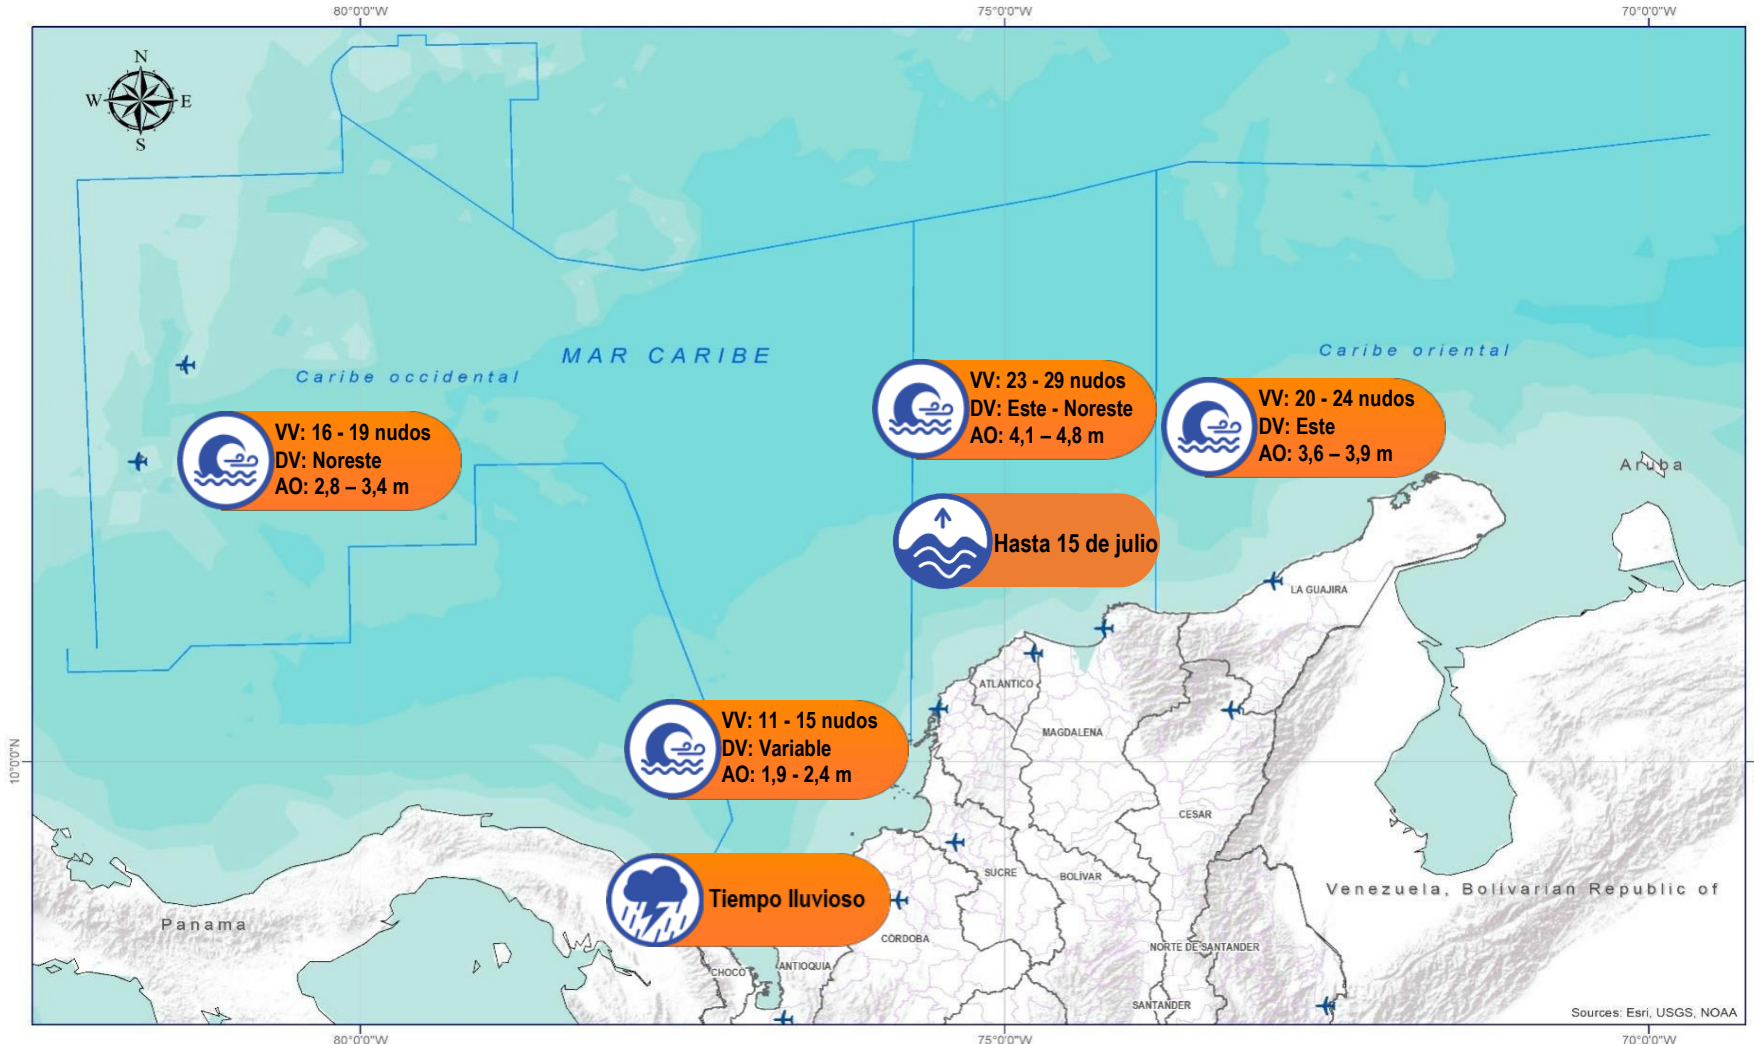 80°0'0"W
75°0'0"W
70°0'0"W
N
W
E
S
MAR CARIBE
Caribe occidental
Caribe oriental
VV: 23 - 29 nudos
DV: Este - Noreste
AO: 4,1 – 4,8 m
VV: 20 - 24 nudos
DV: Este
AO: 3,6 – 3,9 m
VV: 16 - 19 nudos
DV: Noreste
AO: 2,8 – 3,4 m
Aruba
Hasta 15 de julio
LA GUAJIRA
ATLÁNTICO
MAGDALENA
VV: 11 - 15 nudos
DV: Variable
AO: 1,9 - 2,4 m
10°0'0"N
CESAR
SUCRE
BOLÍVAR
Venezuela, Bolivarian Republic of
Tiempo lluvioso
Panama
CÓRDOBA
NORTE DE SANTANDER
CHOCÓ
ANTIOQUIA
SANTANDER
Sources: Esri, USGS, NOAA
80°0'0"W
75°0'0"W
70°0'0"W